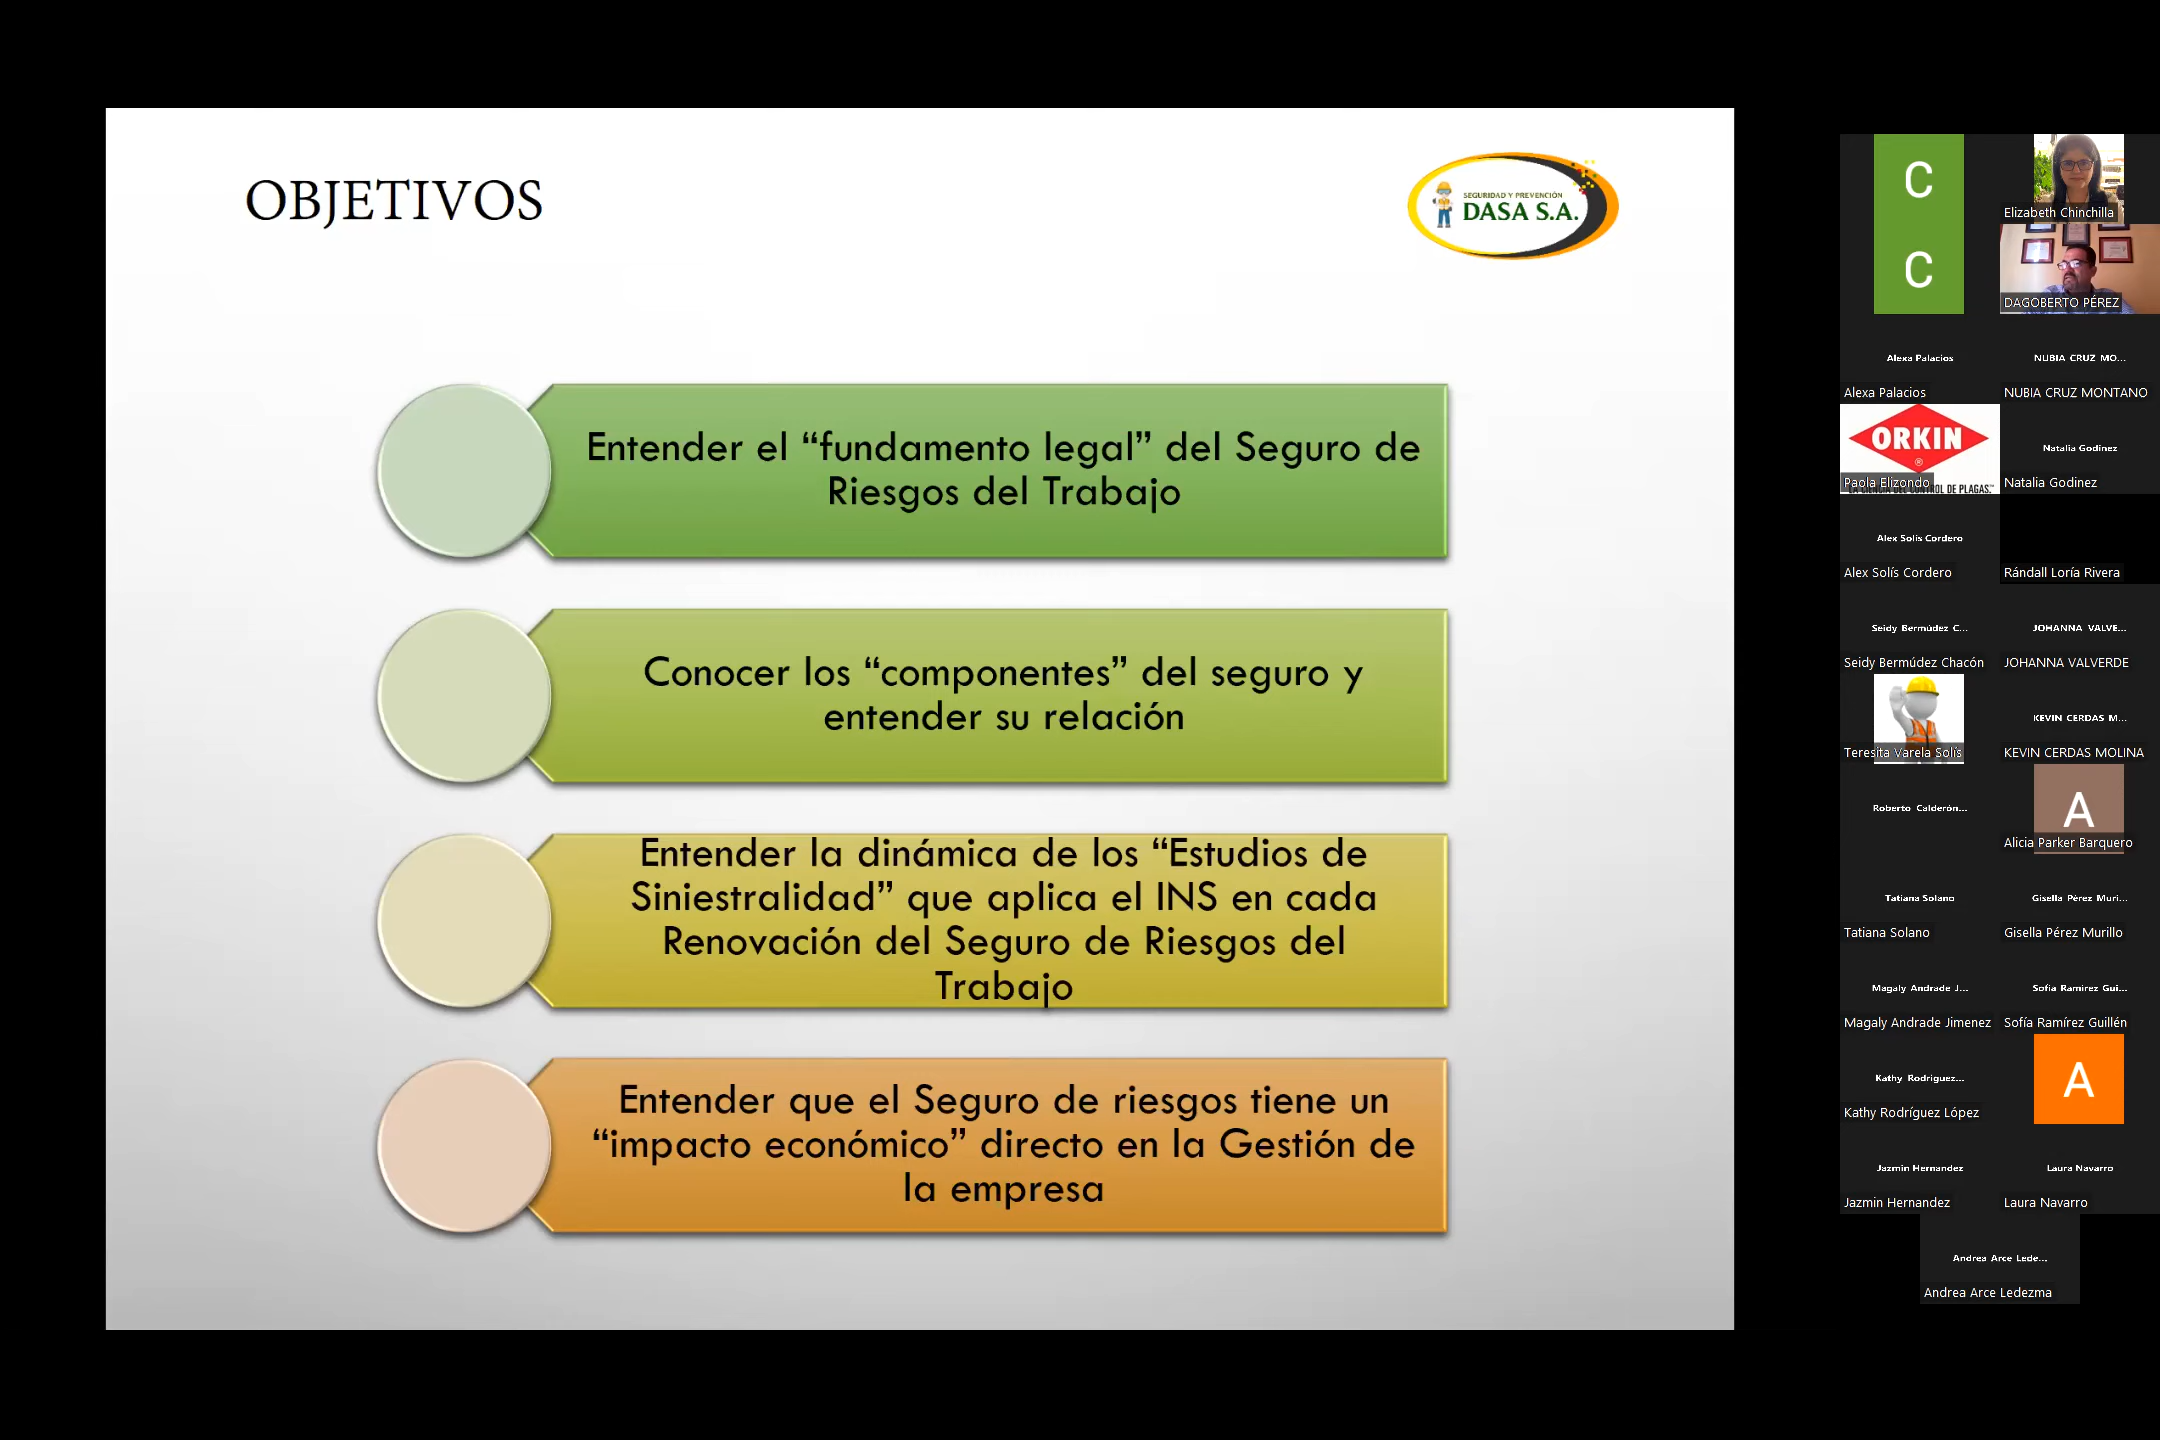 OBJETIVOS
SEGURIDAD Y PREVENCIÓN
DASA S.A.
Entender el “fundamento legal” del Seguro de
Riesgos del Trabajo
Conocer los “componentes” del seguro y
entender su relación
Entender la dinámica de los “Estudios de
Siniestralidad” que aplica el INS en cada
Renovación del Seguro de Riesgos del
Trabajo
Entender que el Seguro de riesgos tiene un
“impacto económico” directo en la Gestión de
la empresa
C
Elizabeth Chinchilla
C
DAGOBERTO PÉREZ
Alexa Palacios
NUBIA CRUZ MO...
Alexa Palacios
NUBIA CRUZ MONTANO
ORKIN
®
Natalia Godinez
Paola Elizondo
ROL DE PLAGAS.
Natalia Godinez
Alex Solís Cordero
Alex Solís Cordero
Rándall Loría Rivera
Seidy Bermúdez C...
JOHANNA VALVE...
Seidy Bermúdez Chacón
JOHANNA VALVERDE
KEVIN CERDAS M...
Teresita Varela Solís
KEVIN CERDAS MOLINA
Roberto Calderón...
A
Alicia Parker Barquero
Tatiana Solano
Gisella Pérez Muri...
Tatiana Solano
Gisella Pérez Murillo
Magaly Andrade J...
Sofía Ramírez Gui...
Magaly Andrade Jimenez
Sofía Ramírez Guillén
Kathy Rodríguez...
A
Kathy Rodríguez López
Jazmin Hernandez
Laura Navarro
Jazmin Hernandez
Laura Navarro
Andrea Arce Lede...
Andrea Arce Ledezma